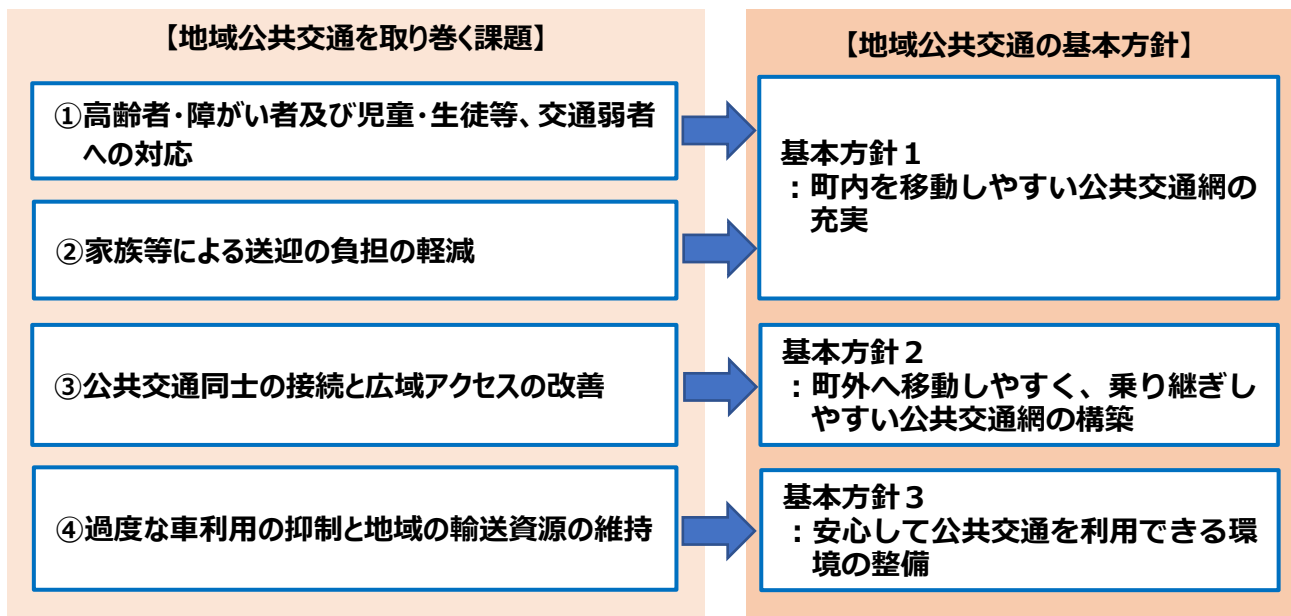 【地域公共交通を取り巻く課題】
①高齢者・障がい者及び児童・生徒等、交通弱者
への対応
②家族等による送迎の負担の軽減
③公共交通同士の接続と広域アクセスの改善
④過度な車利用の抑制と地域の輸送資源の維持
【地域公共交通の基本方針】
基本方針１
：町内を移動しやすい公共交通網の
充実
基本方針２
：町外へ移動しやすく、乗り継ぎし
やすい公共交通網の構築
基本方針３
：安心して公共交通を利用できる環
境の整備